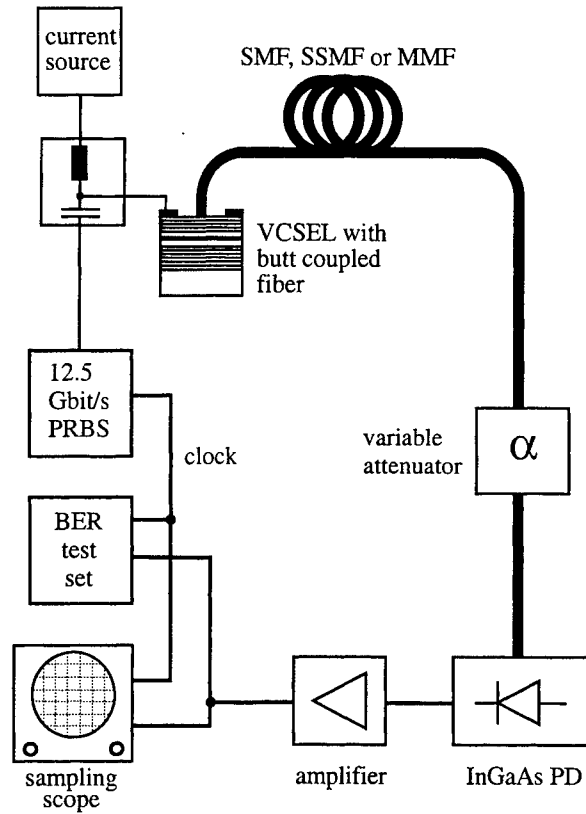 current
source
SMF, SSMF or MMF
VCSEL with
butt coupled
fiber
12.5
Gbit/s
PRBS
clock
variable
attenuator
α
BER
test
set
sampling
scope
amplifier
InGaAs PD